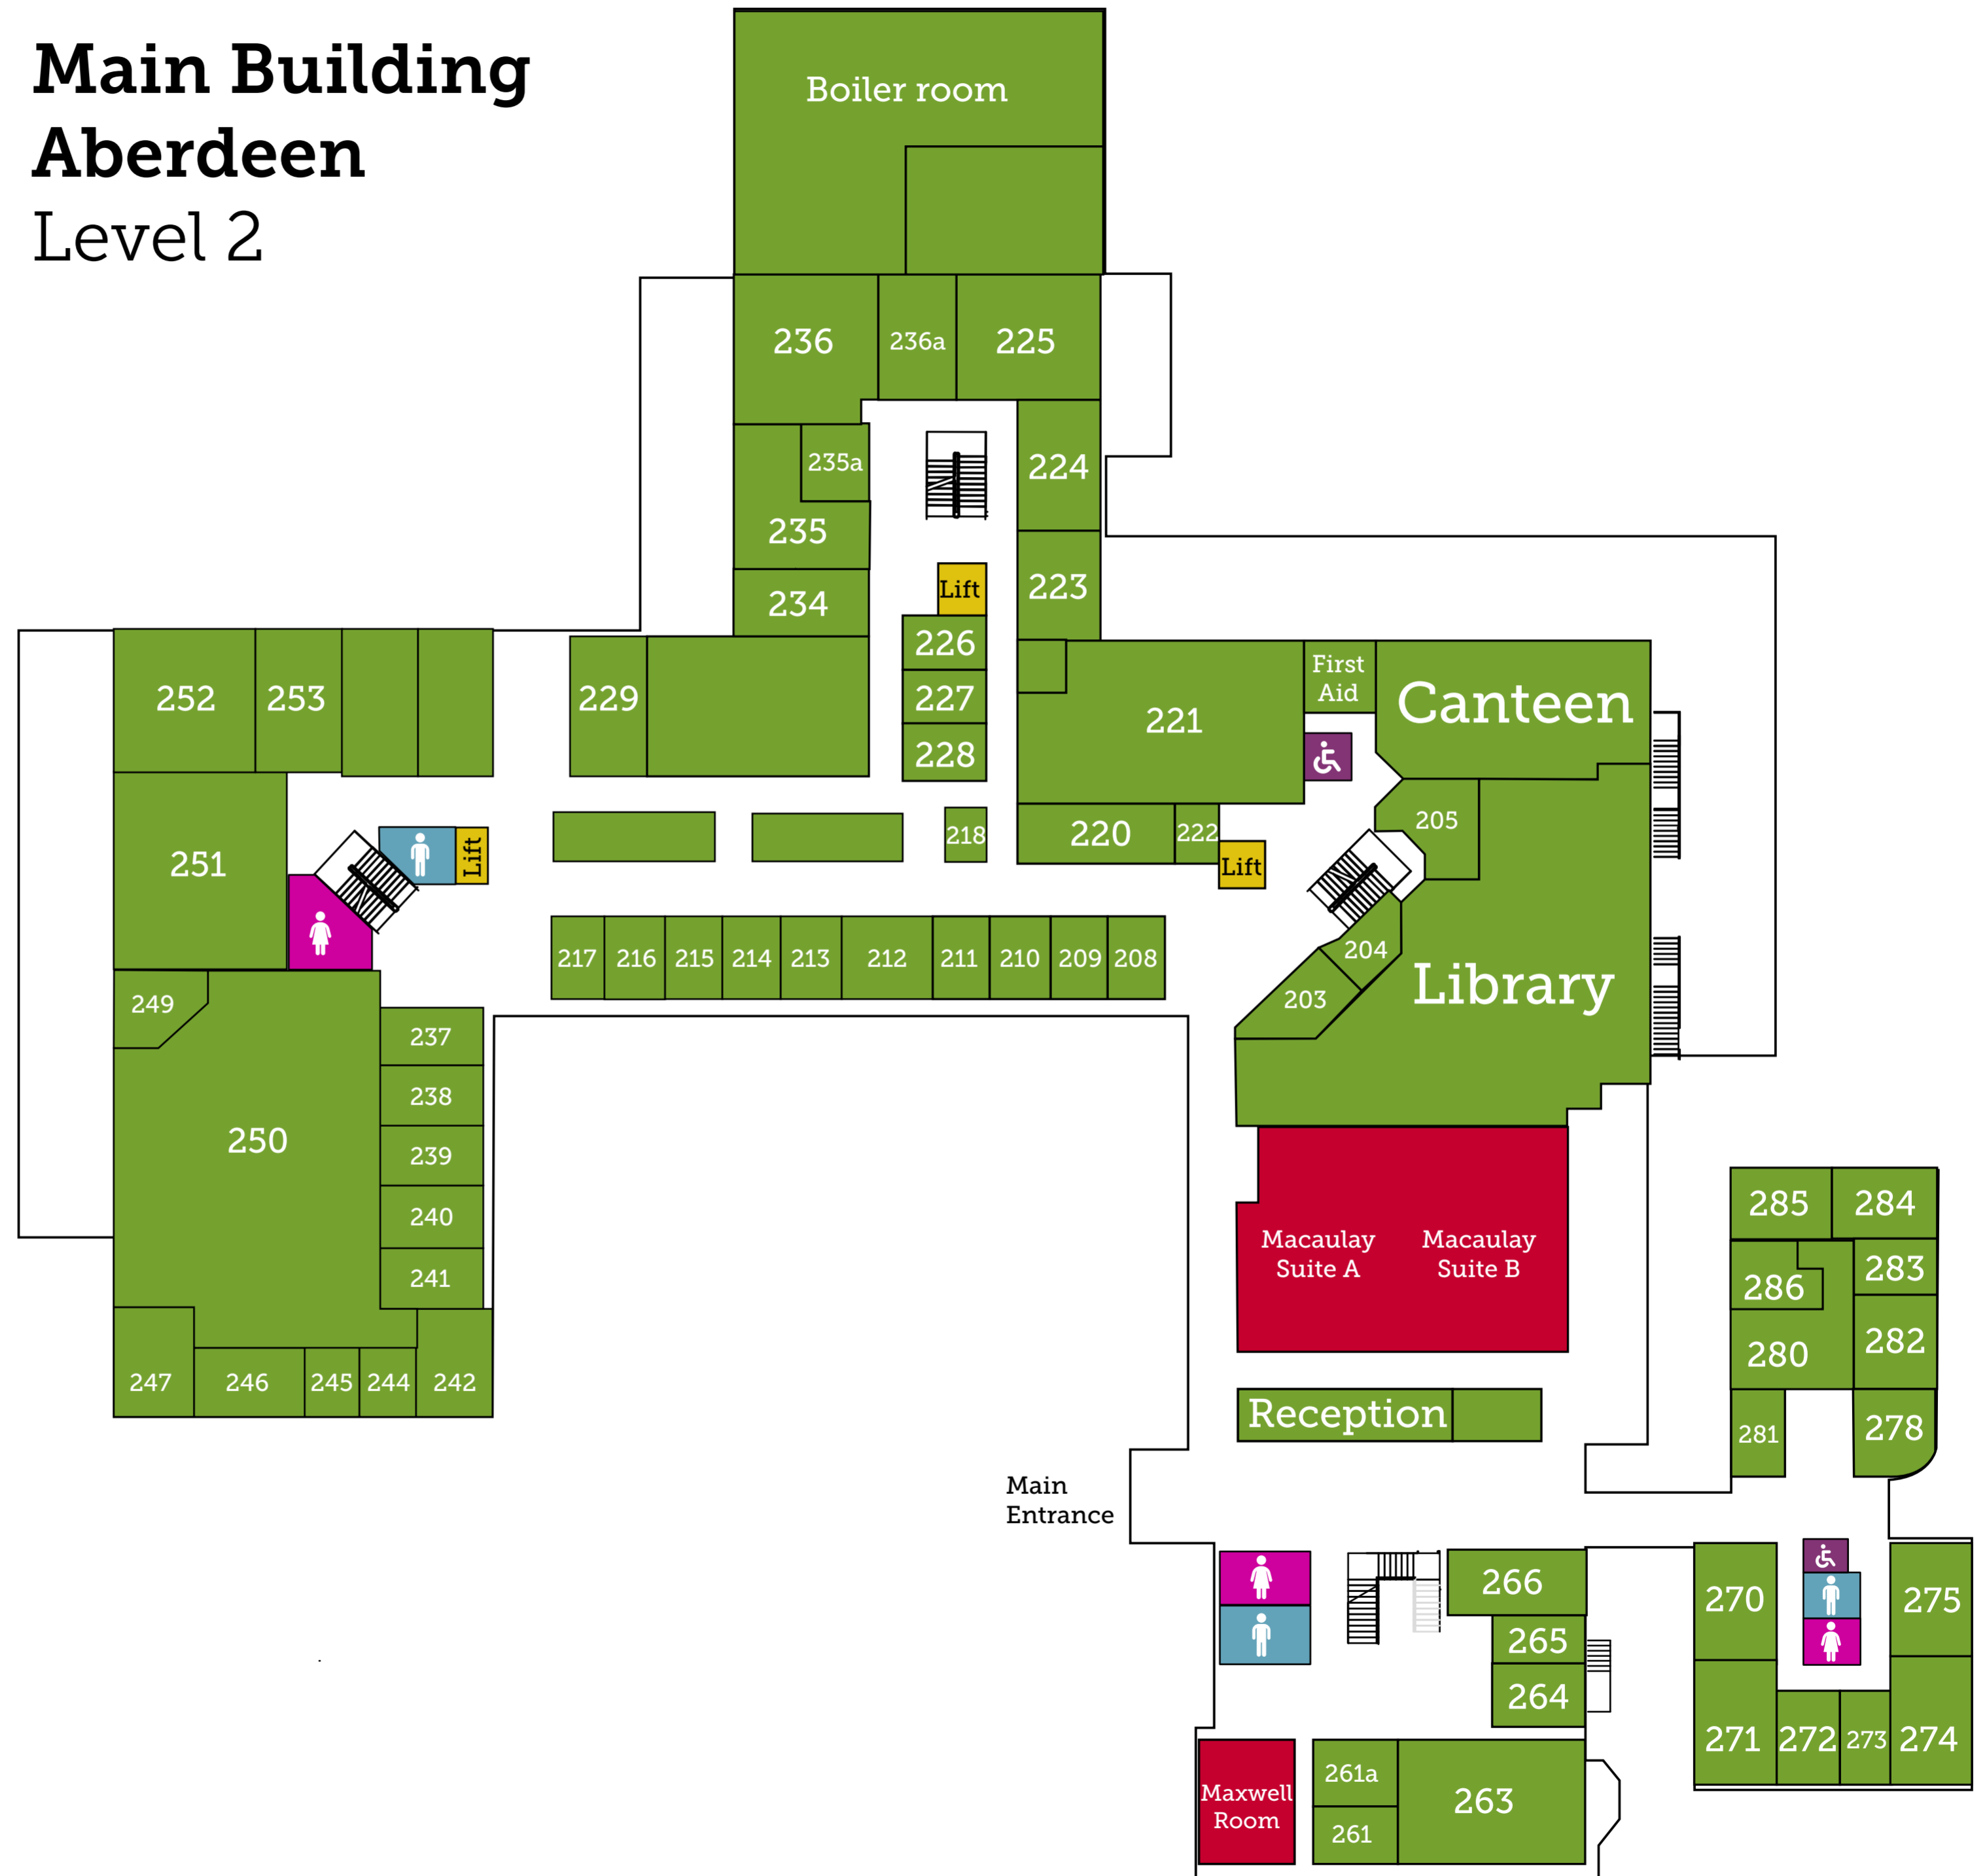 Main Building
Aberdeen
Level 2
Boiler room
236
236a
225
235a
224
235
223
234
Lift
226
227
228
229
252
253
251
Lift
221
First
Aid
Canteen
205
218
220
222
Lift
217
216
215
214
213
212
211
210
209
208
204
203
Library
249
237
238
239
240
241
250
247
246
245
244
242
Macaulay
Suite A
Macaulay
Suite B
Reception
Main
Entrance
285
284
286
283
280
282
281
278
266
265
264
270
275
271
272
273
274
Maxwell
Room
261a
261
263